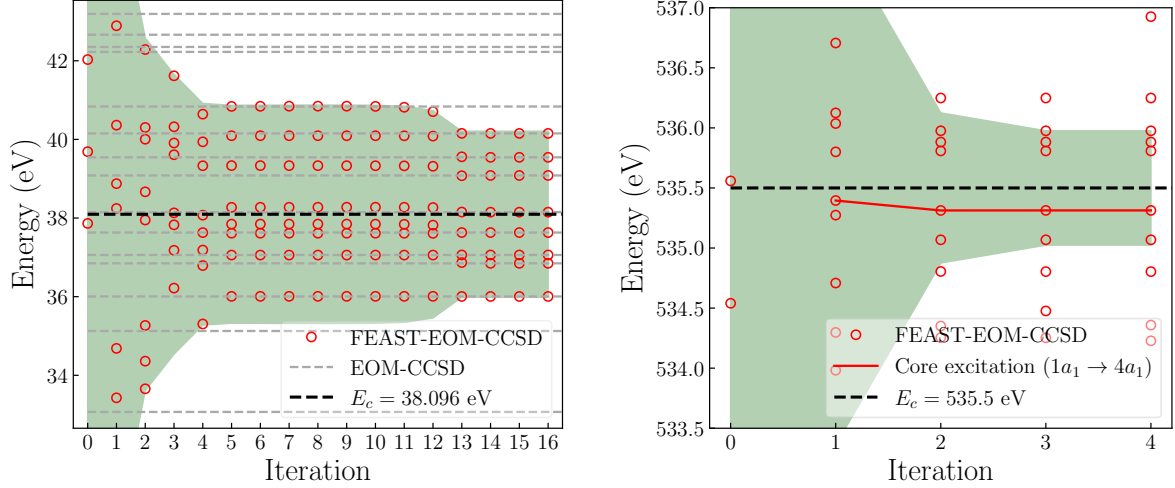 Energy (eV)
42
40
38
36
34
0 1 2 3 4 5 6 7 8 9 10 11 12 13 14 15 16
Iteration
FEAST-EOM-CCSD
EOM-CCSD
E_c = 38.096 eV
Energy (eV)
537.0
536.5
536.0
535.5
535.0
534.5
534.0
533.5
0 1 2 3 4
Iteration
FEAST-EOM-CCSD
Core excitation (1a₁ → 4a₁)
E_c = 535.5 eV